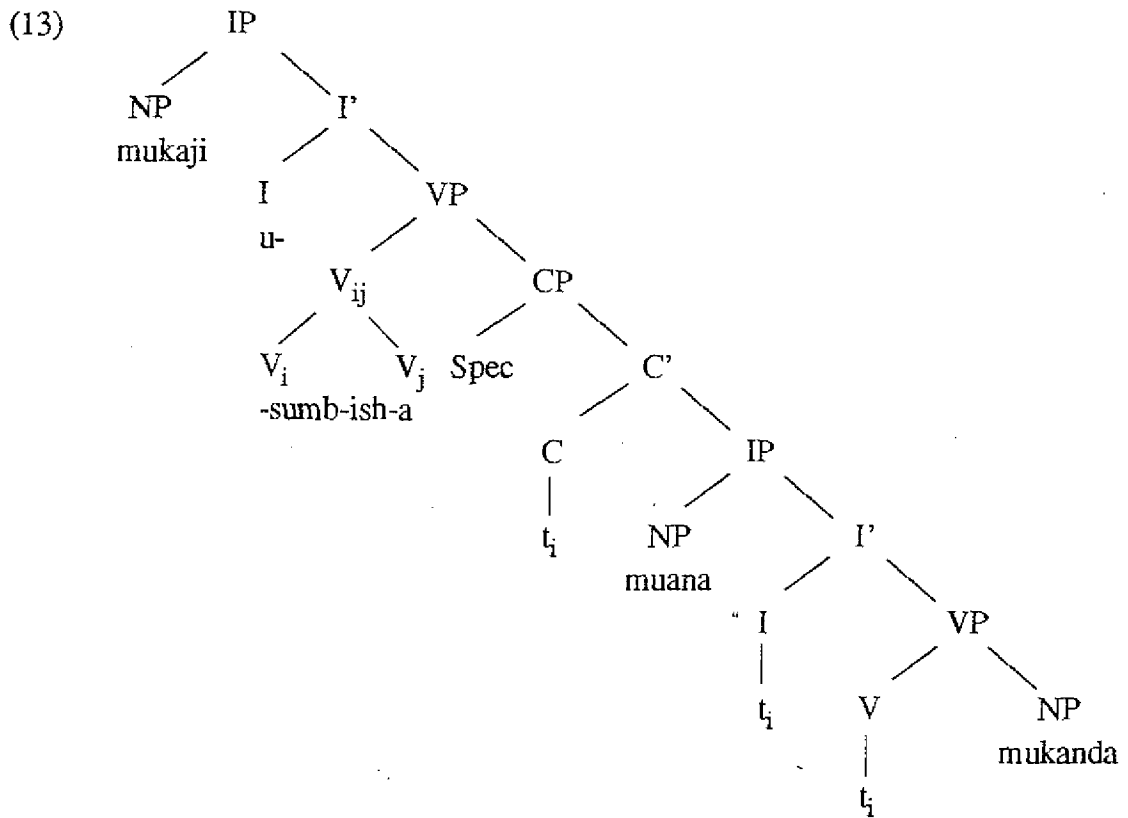 (13) IP
NP I’
mukaji
I VP
u-
V_ij CP
V_i V_j Spec C’
-sumb-ish-a
C IP
t_i NP I’
muana
I VP
t_i V NP
mukanda
t_i